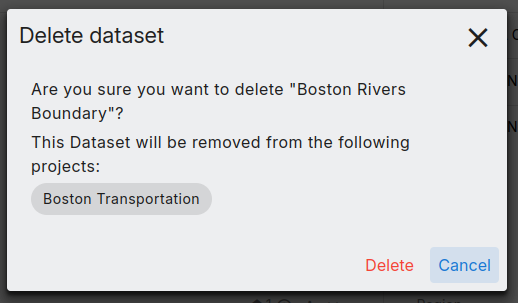 Delete dataset
Are you sure you want to delete "Boston Rivers
Boundary"?
This Dataset will be removed from the following
projects:
Boston Transportation
Delete
Cancel